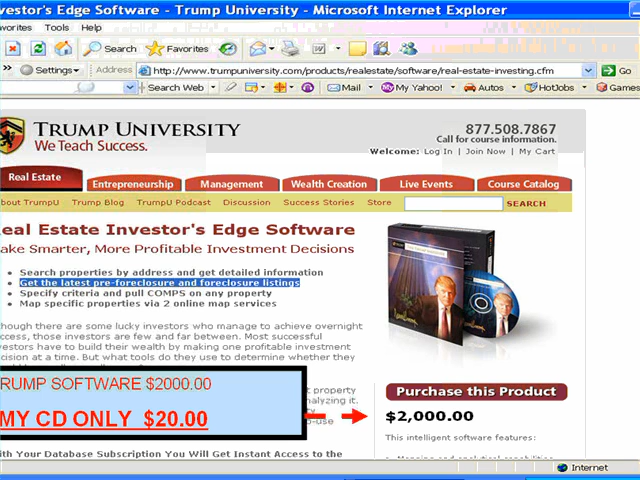 nvestor's Edge Software - Trump University - Microsoft Internet Explorer
Tools Help
Search Favorites
» Settings Address http://www.trumpuniversity.com/products/realestate/software/real-estate-investing.cfm Go
Search Web Mail My Yahoo! Autos HotJobs Games
TRUMP UNIVERSITY
We Teach Success.
877.508.7867
Call for course information.
Welcome: Log In | Join Now | My Cart
Real Estate Entrepreneurship Management Wealth Creation Live Events Course Catalog
bout TrumpU Trump Blog TrumpU Podcast Discussion Success Stories Store SEARCH
eal Estate Investor's Edge Software
ake Smarter, More Profitable Investment Decisions
• Search properties by address and get detailed information
• Get the latest pre-foreclosure and foreclosure listings
• Specify criteria and pull COMPS on any property
• Map specific properties via 2 online map services
hough there are some lucky investors who manage to achieve overnight
ccess, those investors are few and far between. Most successful
vestors have to build their wealth by making one profitable investment
cision at a time. But what tools do they use to determine whether they
RUMP SOFTWARE $2000.00
MY CD ONLY $20.00
t property
alyzing it.
o-use
ith Your Database Subscription You Will Get Instant Access to the
Purchase this Product
$2,000.00
This intelligent software features:
Internet